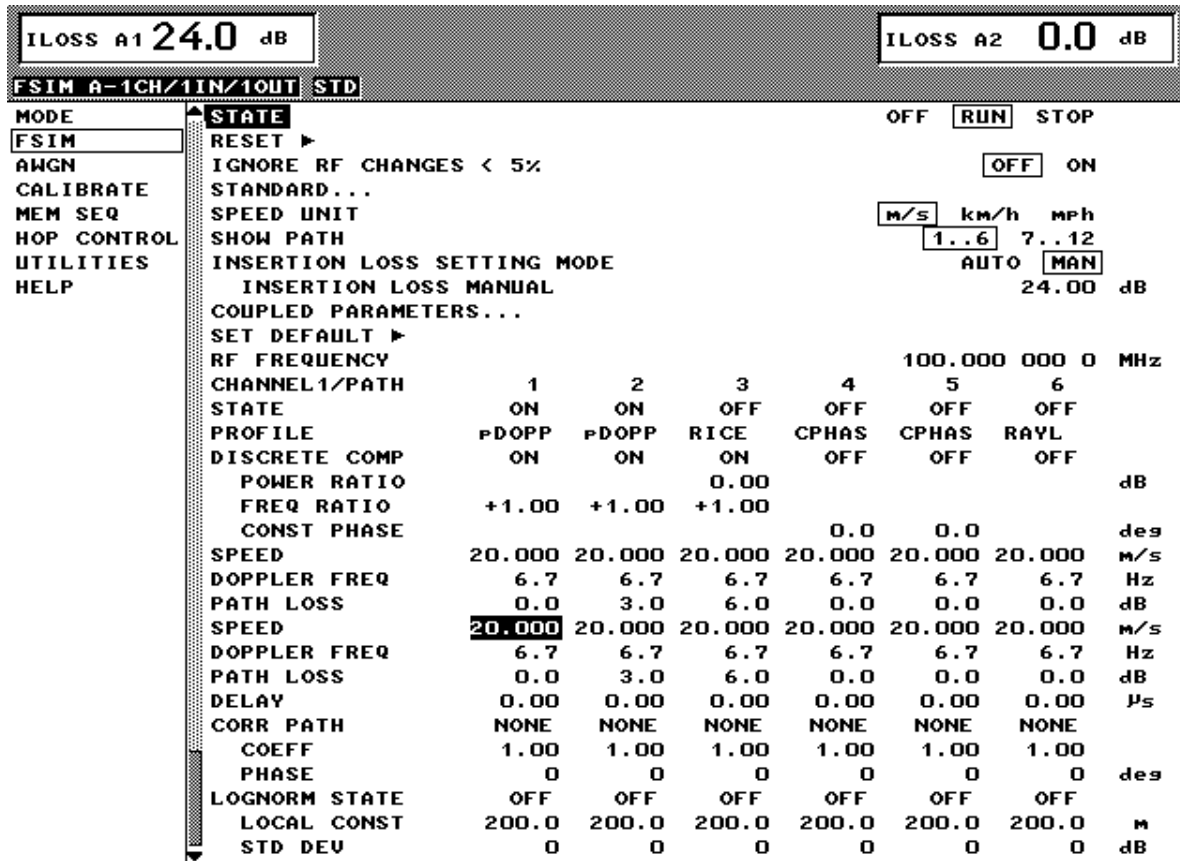 ILOSS A1 24.0 dB ILOSS A2 0.0 dB
FSIM A-1CH/1IN/1OUT STD
MODE STATE OFF RUN STOP
FSIM RESET ►
AWGN IGNORE RF CHANGES < 5% OFF ON
CALIBRATE STANDARD...
MEM SEQ SPEED UNIT m/s km/h mph
HOP CONTROL SHOW PATH 1..6 7..12
UTILITIES INSERTION LOSS SETTING MODE AUTO MAN
HELP INSERTION LOSS MANUAL 24.00 dB
COUPLED PARAMETERS...
SET DEFAULT ►
RF FREQUENCY 100.000 000 0 MHz
CHANNEL1/PATH 1 2 3 4 5 6
STATE ON ON OFF OFF OFF OFF
PROFILE pDOPP pDOPP RICE CPHAS CPHAS RAYL
DISCRETE COMP ON ON ON OFF OFF OFF
POWER RATIO 0.00 dB
FREQ RATIO +1.00 +1.00 +1.00
CONST PHASE 0.0 0.0 deg
SPEED 20.000 20.000 20.000 20.000 20.000 20.000 m/s
DOPPLER FREQ 6.7 6.7 6.7 6.7 6.7 6.7 Hz
PATH LOSS 0.0 3.0 6.0 0.0 0.0 0.0 dB
SPEED 20.000 20.000 20.000 20.000 20.000 20.000 m/s
DOPPLER FREQ 6.7 6.7 6.7 6.7 6.7 6.7 Hz
PATH LOSS 0.0 3.0 6.0 0.0 0.0 0.0 dB
DELAY 0.00 0.00 0.00 0.00 0.00 0.00 µs
CORR PATH NONE NONE NONE NONE NONE NONE
COEFF 1.00 1.00 1.00 1.00 1.00 1.00
PHASE 0 0 0 0 0 0 deg
LOGNORM STATE OFF OFF OFF OFF OFF OFF
LOCAL CONST 200.0 200.0 200.0 200.0 200.0 200.0 m
STD DEV 0 0 0 0 0 0 dB